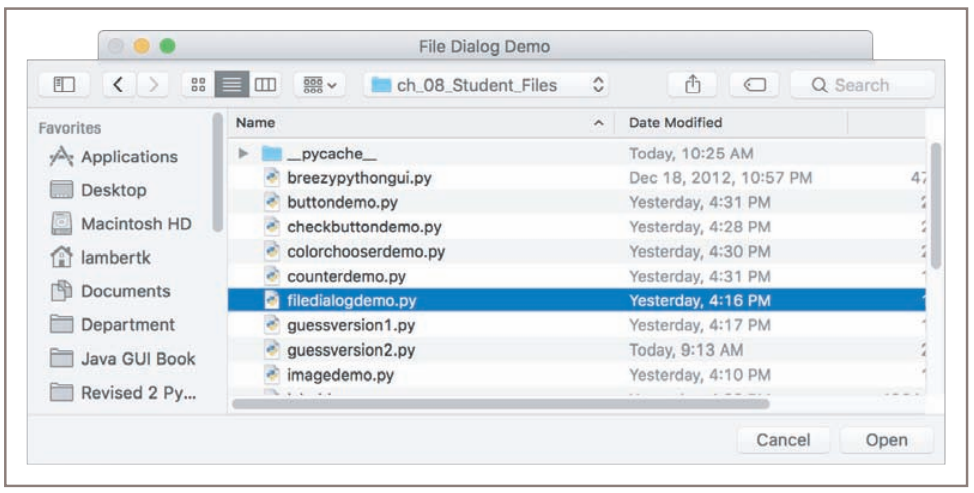 File Dialog Demo
ch_08_Student_Files
Search
Favorites
Applications
Desktop
Macintosh HD
lambertk
Documents
Department
Java GUI Book
Revised 2 Py...
Name Date Modified
__pycache__ Today, 10:25 AM
breezypythongui.py Dec 18, 2012, 10:57 PM 47
buttondemo.py Yesterday, 4:31 PM
checkbuttondemo.py Yesterday, 4:28 PM
colorchooserdemo.py Yesterday, 4:30 PM
counterdemo.py Yesterday, 4:31 PM
filedialogdemo.py Yesterday, 4:16 PM
guessversion1.py Yesterday, 4:17 PM
guessversion2.py Today, 9:13 AM
imagedemo.py Yesterday, 4:10 PM
Cancel Open